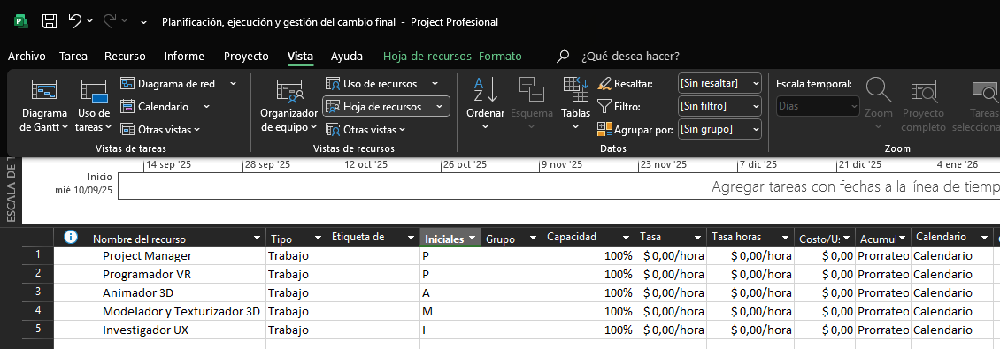 Planificación, ejecución y gestión del cambio final - Project Profesional
Archivo Tarea Recurso Informe Proyecto Vista Ayuda Hoja de recursos Formato ¿Qué desea hacer?
Diagrama de Gantt
Uso de tareas
Diagrama de red
Calendario
Otras vistas
Vistas de tareas
Organizador de equipo
Uso de recursos
Hoja de recursos
Otras vistas
Vistas de recursos
Ordenar
Esquema
Tablas
Resaltar: [Sin resaltar]
Filtro: [Sin filtro]
Agrupar por: [Sin grupo]
Datos
Escala temporal:
Días
Zoom
Proyecto completo
Tareas selecciona
Zoom
ESCALA DE T
14 sep '25 28 sep '25 12 oct '25 26 oct '25 9 nov '25 23 nov '25 7 dic '25 21 dic '25 4 ene '26
Inicio
mié 10/09/25
Agregar tareas con fechas a la línea de tiemp
Nombre del recurso Tipo Etiqueta de Iniciales Grupo Capacidad Tasa Tasa horas Costo/Us Acumu Calendario
1 Project Manager Trabajo P 100% $ 0,00/hora $ 0,00/hora $ 0,00 Prorrateo Calendario
2 Programador VR Trabajo P 100% $ 0,00/hora $ 0,00/hora $ 0,00 Prorrateo Calendario
3 Animador 3D Trabajo A 100% $ 0,00/hora $ 0,00/hora $ 0,00 Prorrateo Calendario
4 Modelador y Texturizador 3D Trabajo M 100% $ 0,00/hora $ 0,00/hora $ 0,00 Prorrateo Calendario
5 Investigador UX Trabajo I 100% $ 0,00/hora $ 0,00/hora $ 0,00 Prorrateo Calendario